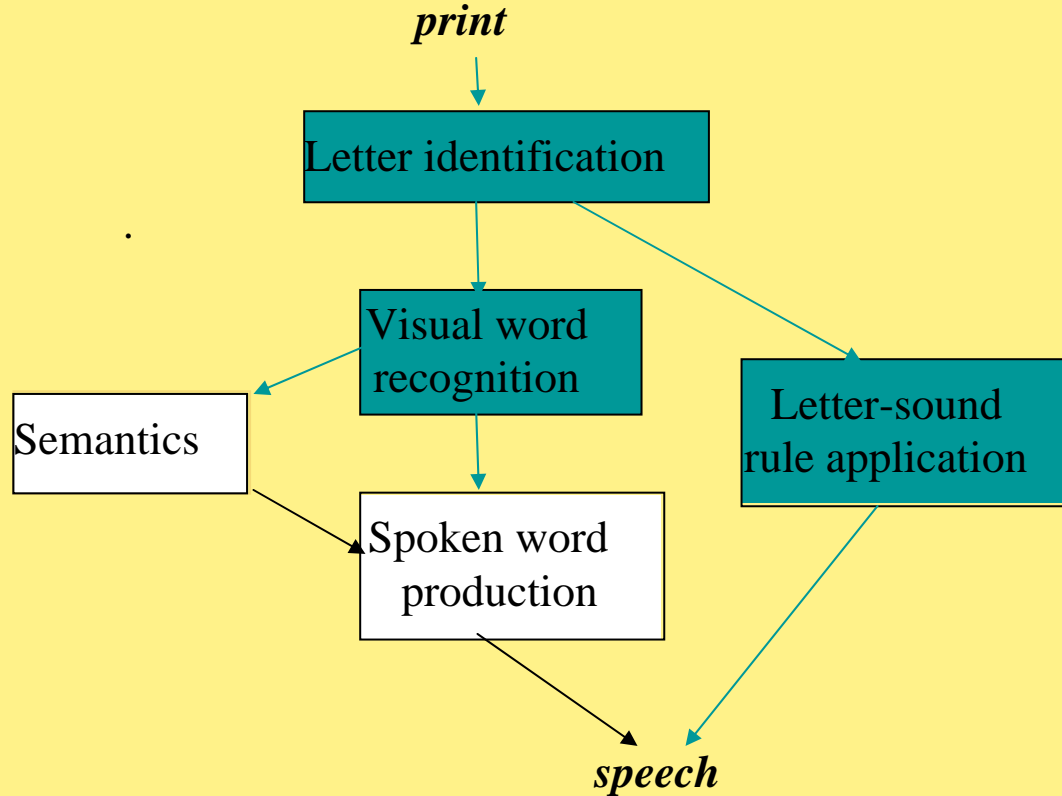 print
Letter identification
.
Visual word
recognition
Semantics
Letter-sound
rule application
Spoken word
production
speech